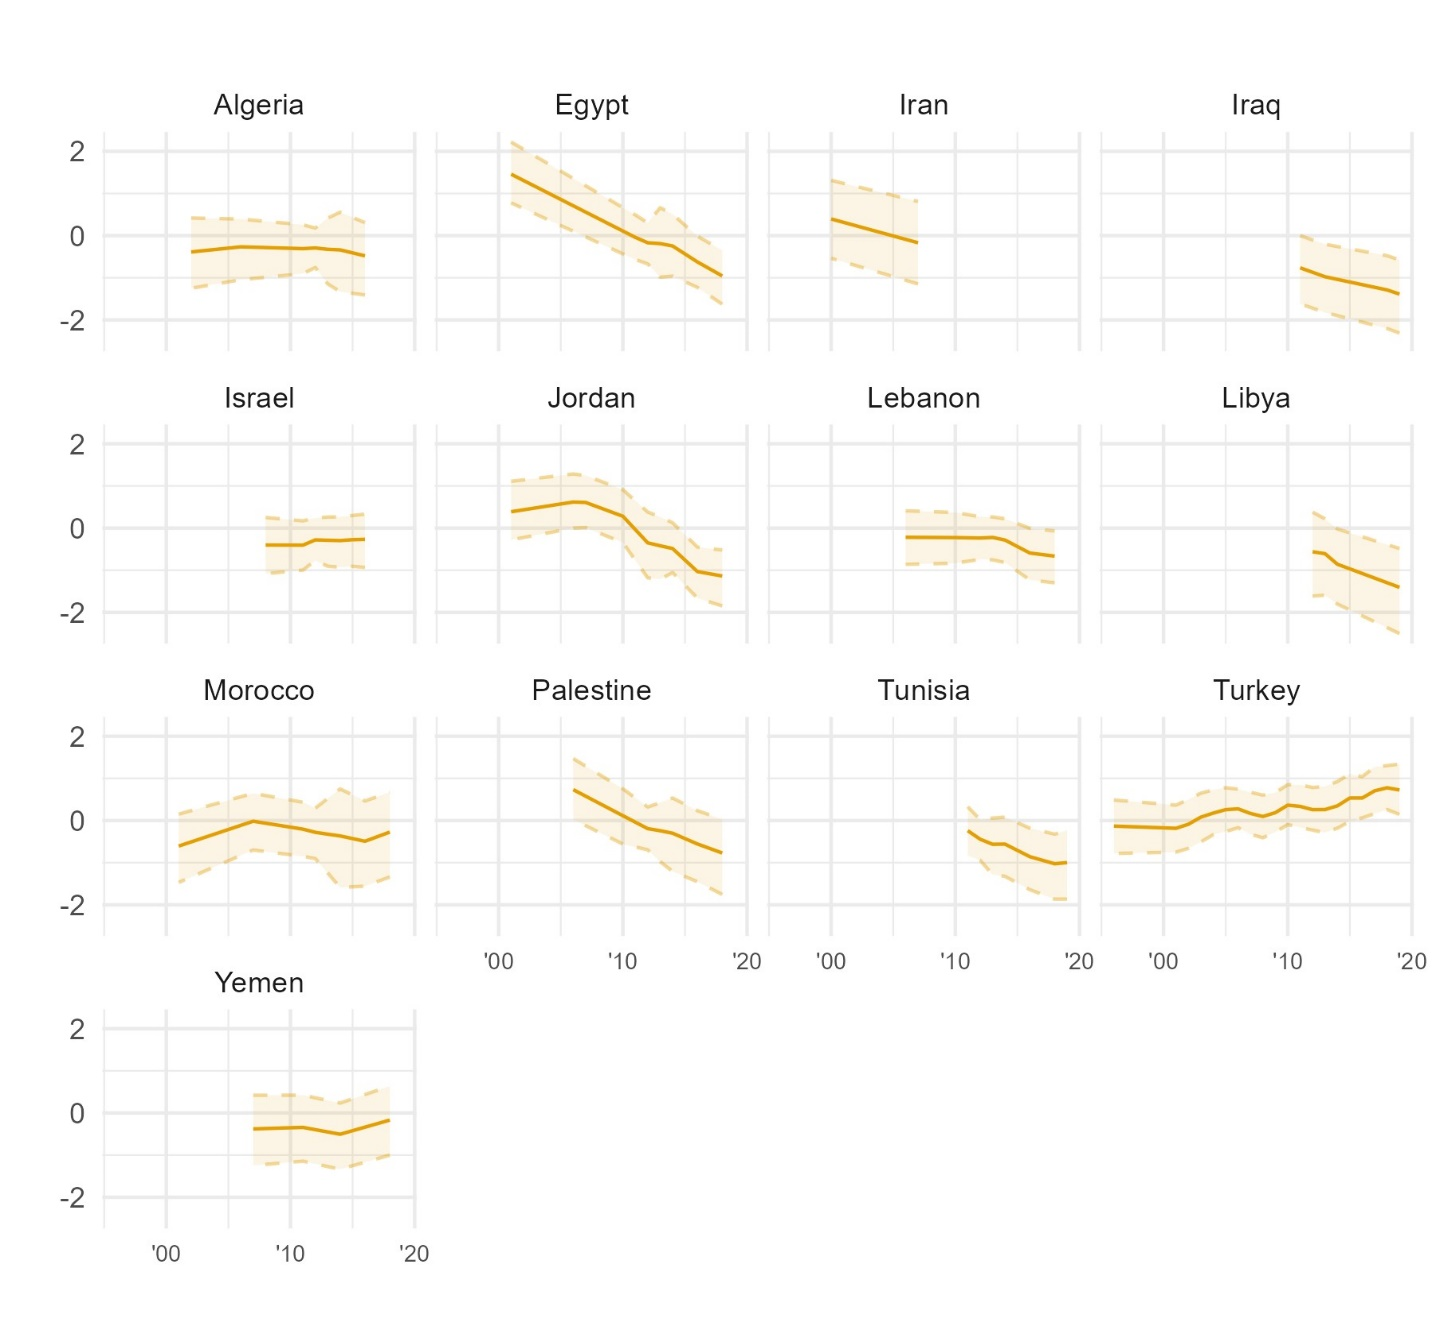 Algeria Egypt Iran Iraq
2
0
-2
Israel Jordan Lebanon Libya
2
0
-2
Morocco Palestine Tunisia Turkey
2
0
-2
'00 '10 '20 '00 '10 '20 '00 '10 '20
Yemen
2
0
-2
'00 '10 '20